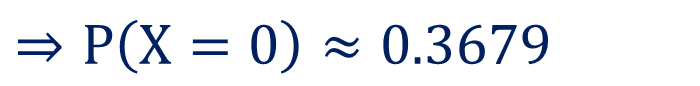 ⇒ P(X = 0) ≈ 0.3679